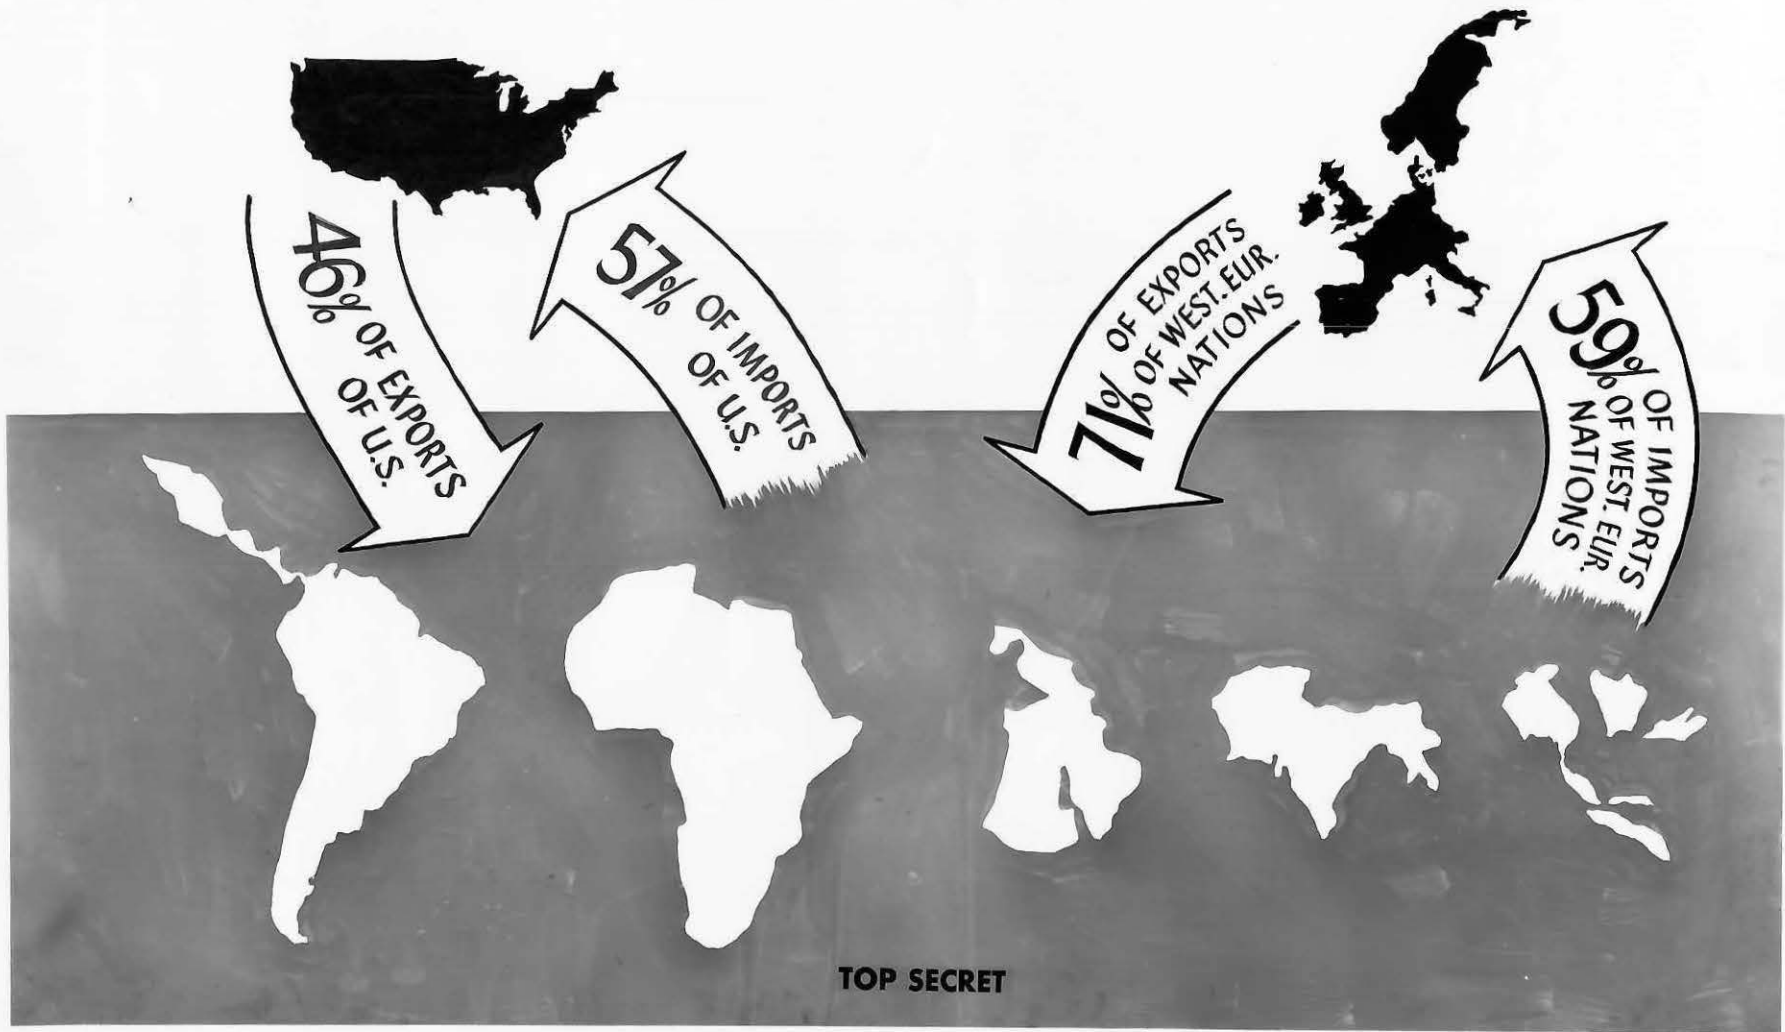 46%
OF EXPORTS
OF U.S.
57%
OF IMPORTS
OF U.S.
71%
OF EXPORTS
OF WEST. EUR.
NATIONS
59%
OF IMPORTS
OF WEST. EUR.
NATIONS
TOP SECRET